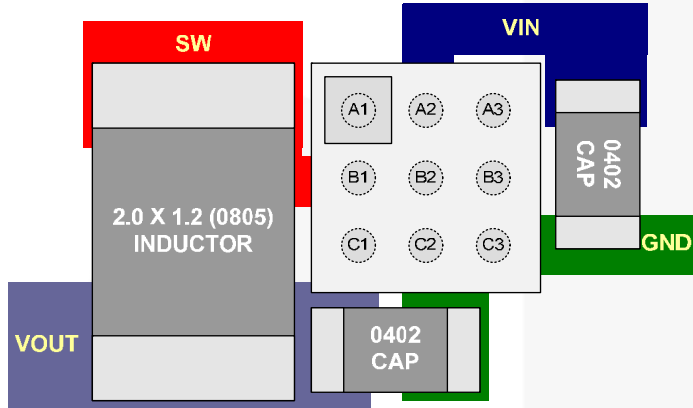 SW
VIN
A1 A2 A3
B1 B2 B3
C1 C2 C3
0402
CAP
2.0 X 1.2 (0805)
INDUCTOR
GND
VOUT
0402
CAP